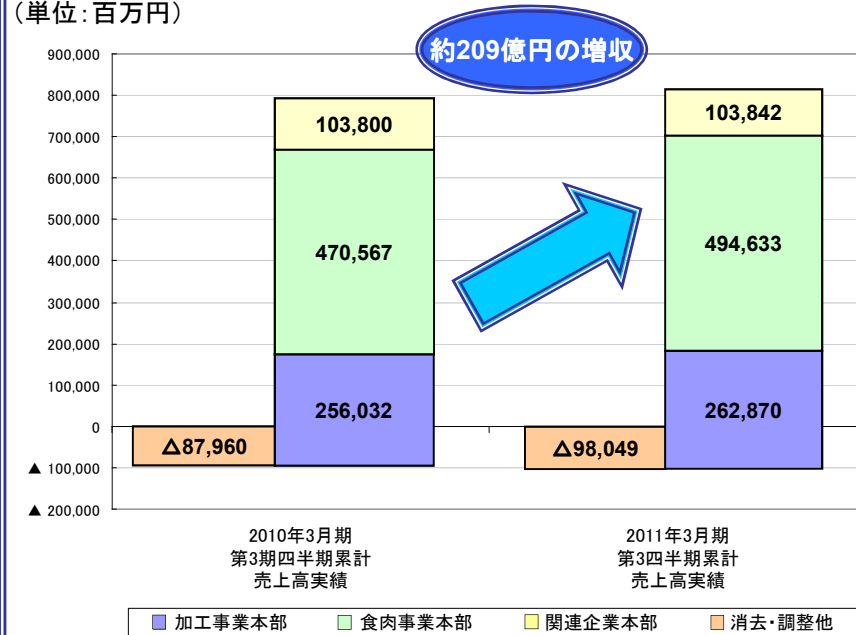 (単位:百万円)
約209億円の増収
900,000
800,000
700,000
600,000
500,000
400,000
300,000
200,000
100,000
0
▲ 100,000
▲ 200,000
103,800
470,567
256,032
△87,960
103,842
494,633
262,870
△98,049
2010年3月期
第3期四半期累計
売上高実績
2011年3月期
第3四半期累計
売上高実績
加工事業本部 食肉事業本部 関連企業本部 消去・調整他